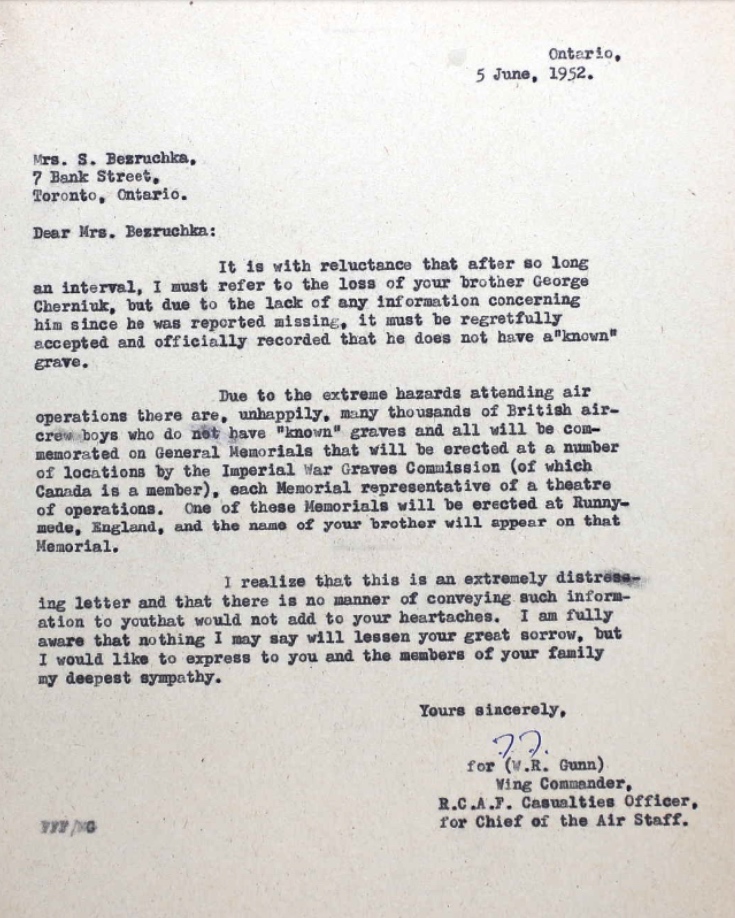 Ontario,
5 June, 1952.
Mrs. S. Bezruchka,
7 Bank Street,
Toronto, Ontario.
Dear Mrs. Bezruchka:
It is with reluctance that after so long
an interval, I must refer to the loss of your brother George
Cherniuk, but due to the lack of any information concerning
him since he was reported missing, it must be regretfully
accepted and officially recorded that he does not have a"known"
grave.
Due to the extreme hazards attending air
operations there are, unhappily, many thousands of British air-
crew boys who do not have "known" graves and all will be com-
memorated on General Memorials that will be erected at a number
of locations by the Imperial War Graves Commission (of which
Canada is a member), each Memorial representative of a theatre
of operations. One of these Memorials will be erected at Runny-
mede, England, and the name of your brother will appear on that
Memorial.
I realize that this is an extremely distress-
ing letter and that there is no manner of conveying such inform-
ation to youthat would not add to your heartaches. I am fully
aware that nothing I may say will lessen your great sorrow, but
I would like to express to you and the members of your family
my deepest sympathy.
Yours sincerely,
for (W.R. Gunn)
Wing Commander,
R.C.A.F. Casualties Officer,
for Chief of the Air Staff.